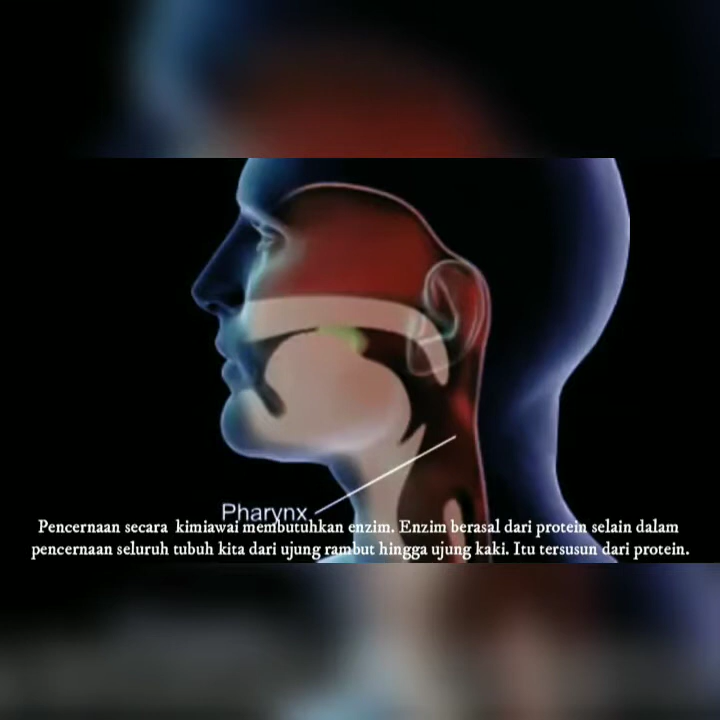 Pharynx
Pencernaan secara kimiawai membutuhkan enzim. Enzim berasal dari protein selain dalam
pencernaan seluruh tubuh kita dari ujung rambut hingga ujung kaki. Itu tersusun dari protein.